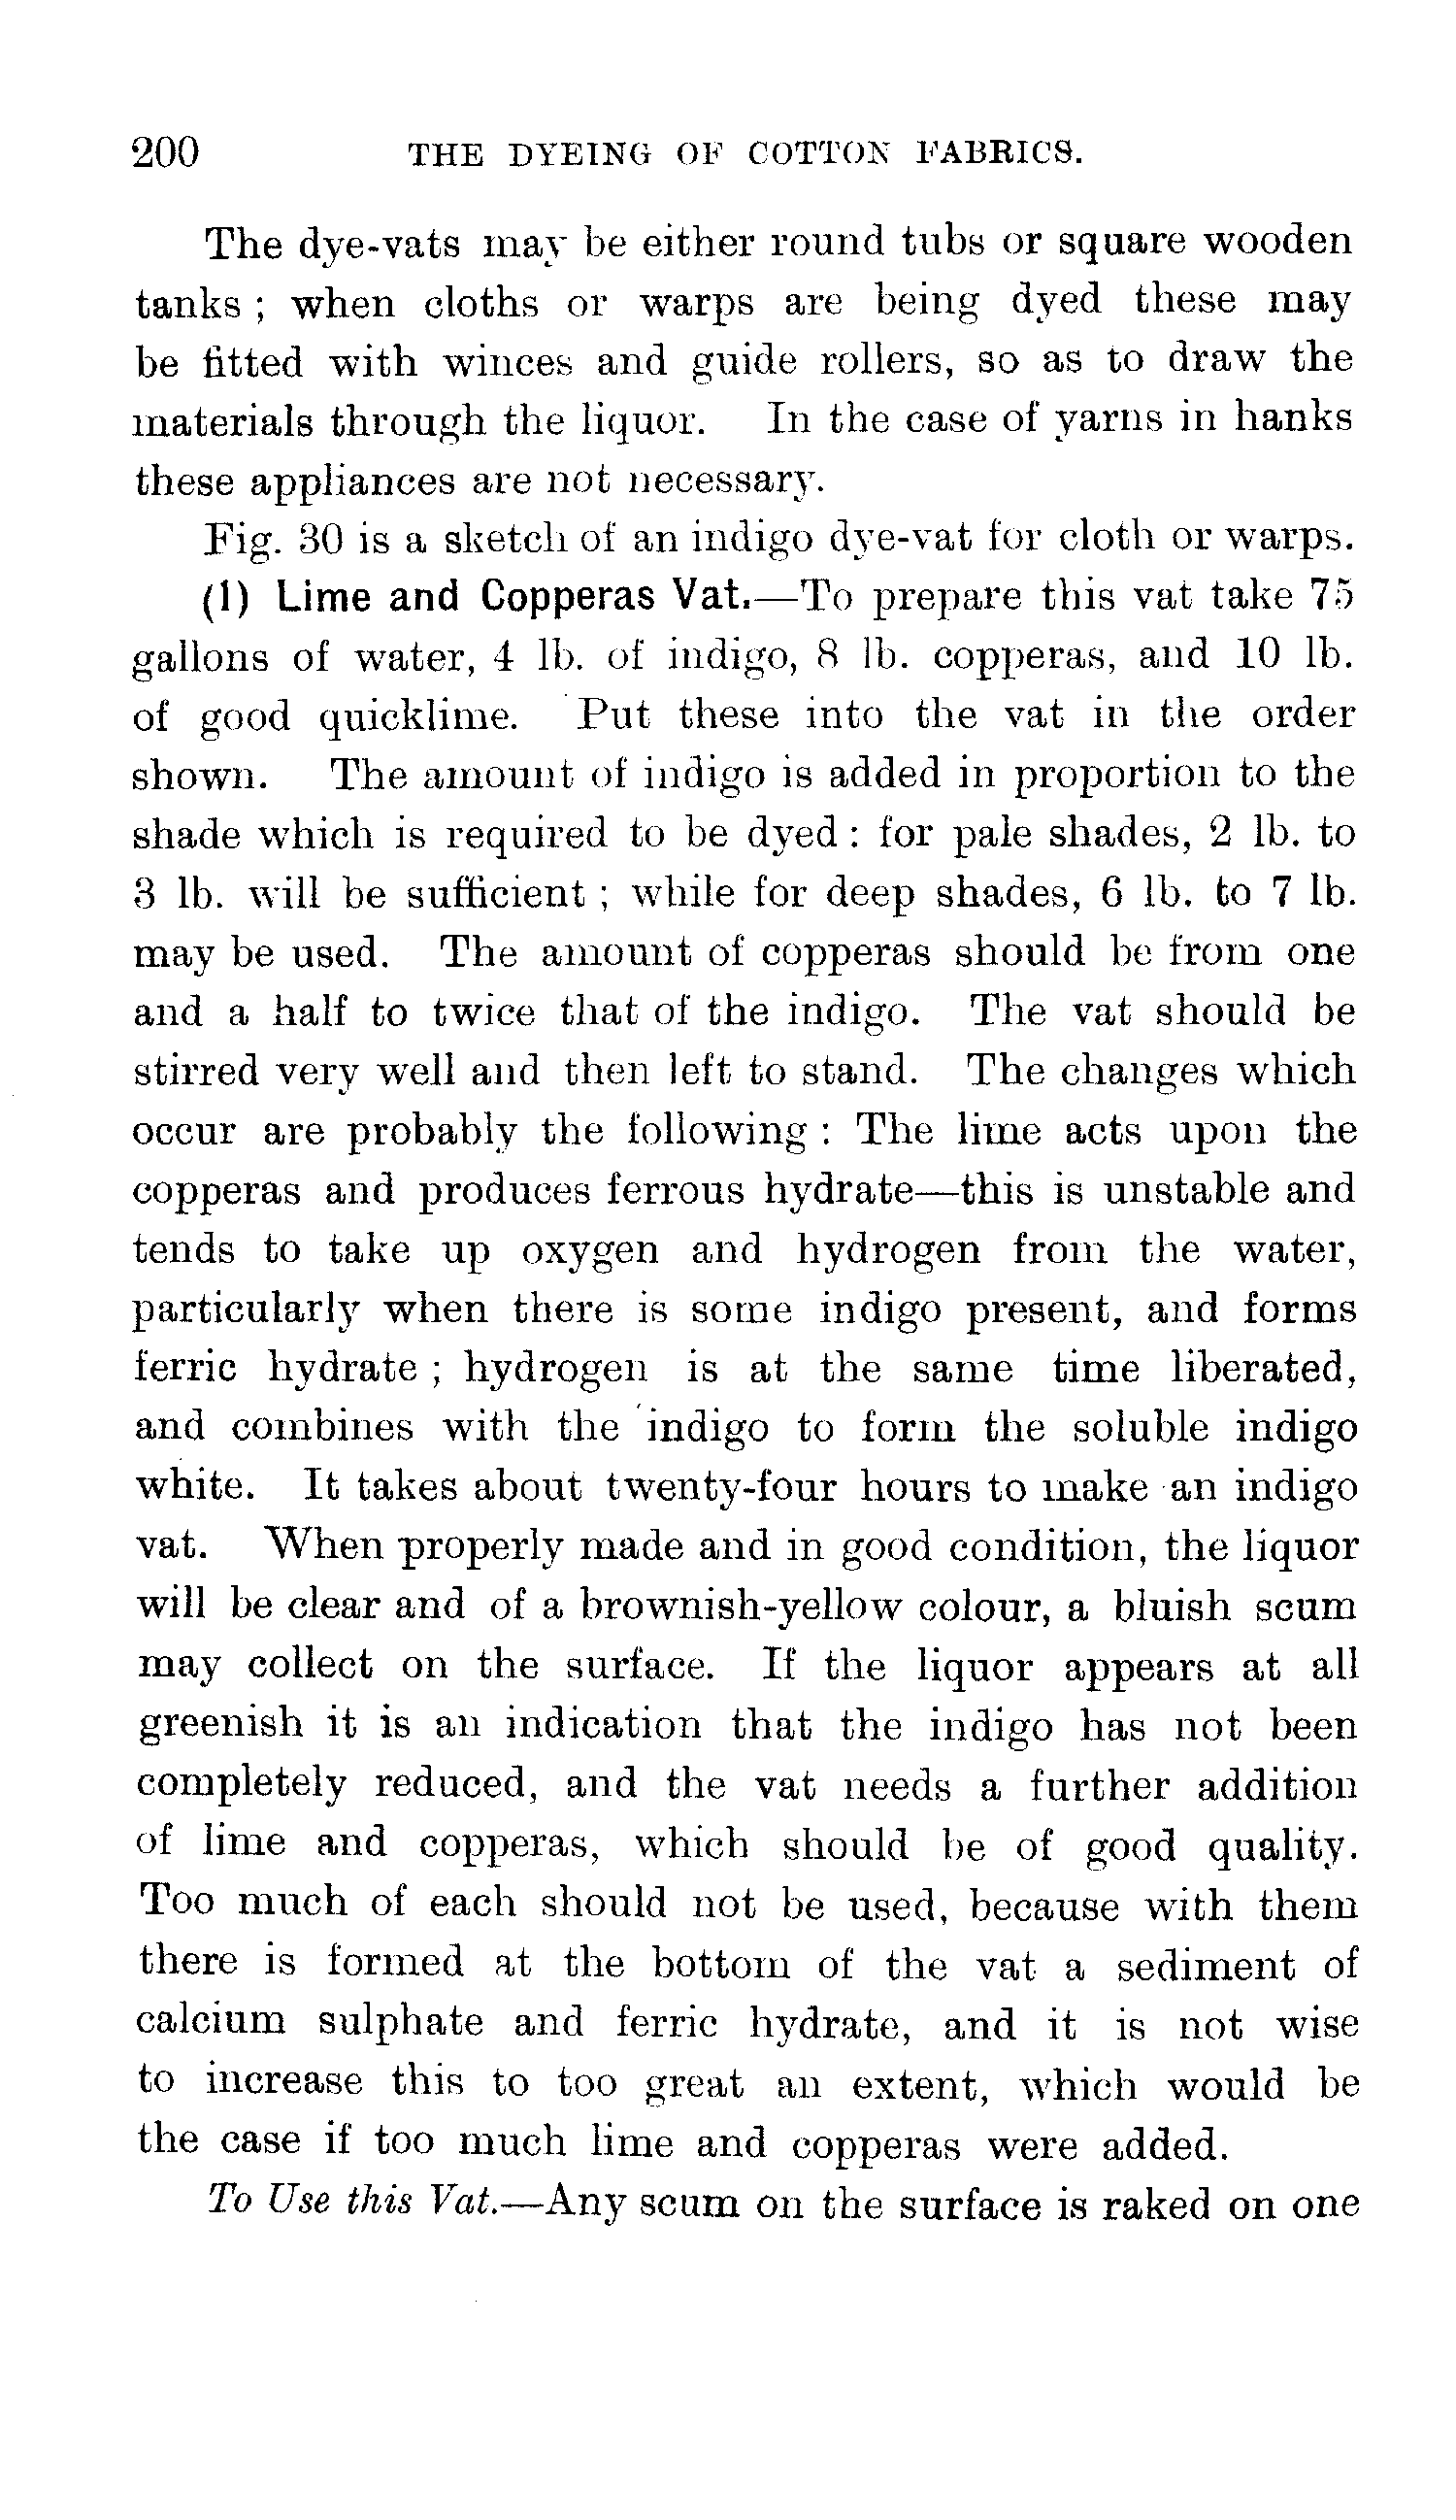 200 THE DYEING OF COTTON FABRICS.
The dye-vats may be either round tubs or square wooden
tanks ; when cloths or warps are being dyed these may
be fitted with winces and guide rollers, so as to draw the
materials through the liquor. In the case of yarns in hanks
these appliances are not necessary.
Fig. 30 is a sketch of an indigo dye-vat for cloth or warps.
(1) Lime and Copperas Vat.—To prepare this vat take 75
gallons of water, 4 lb. of indigo, 8 lb. copperas, and 10 lb.
of good quicklime. Put these into the vat in the order
shown. The amount of indigo is added in proportion to the
shade which is required to be dyed : for pale shades, 2 lb. to
3 lb. will be sufficient ; while for deep shades, 6 lb. to 7 lb.
may be used. The amount of copperas should be from one
and a half to twice that of the indigo. The vat should be
stirred very well and then left to stand. The changes which
occur are probably the following : The lime acts upon the
copperas and produces ferrous hydrate—this is unstable and
tends to take up oxygen and hydrogen from the water,
particularly when there is some indigo present, and forms
ferric hydrate ; hydrogen is at the same time liberated,
and combines with the indigo to form the soluble indigo
white. It takes about twenty-four hours to make an indigo
vat. When properly made and in good condition, the liquor
will be clear and of a brownish-yellow colour, a bluish scum
may collect on the surface. If the liquor appears at all
greenish it is an indication that the indigo has not been
completely reduced, and the vat needs a further addition
of lime and copperas, which should be of good quality.
Too much of each should not be used, because with them
there is formed at the bottom of the vat a sediment of
calcium sulphate and ferric hydrate, and it is not wise
to increase this to too great an extent, which would be
the case if too much lime and copperas were added.
To Use this Vat.—Any scum on the surface is raked on one